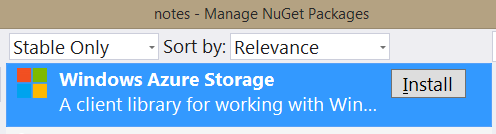 notes - Manage NuGet Packages
Stable Only Sort by: Relevance
Windows Azure Storage Install
A client library for working with Win...